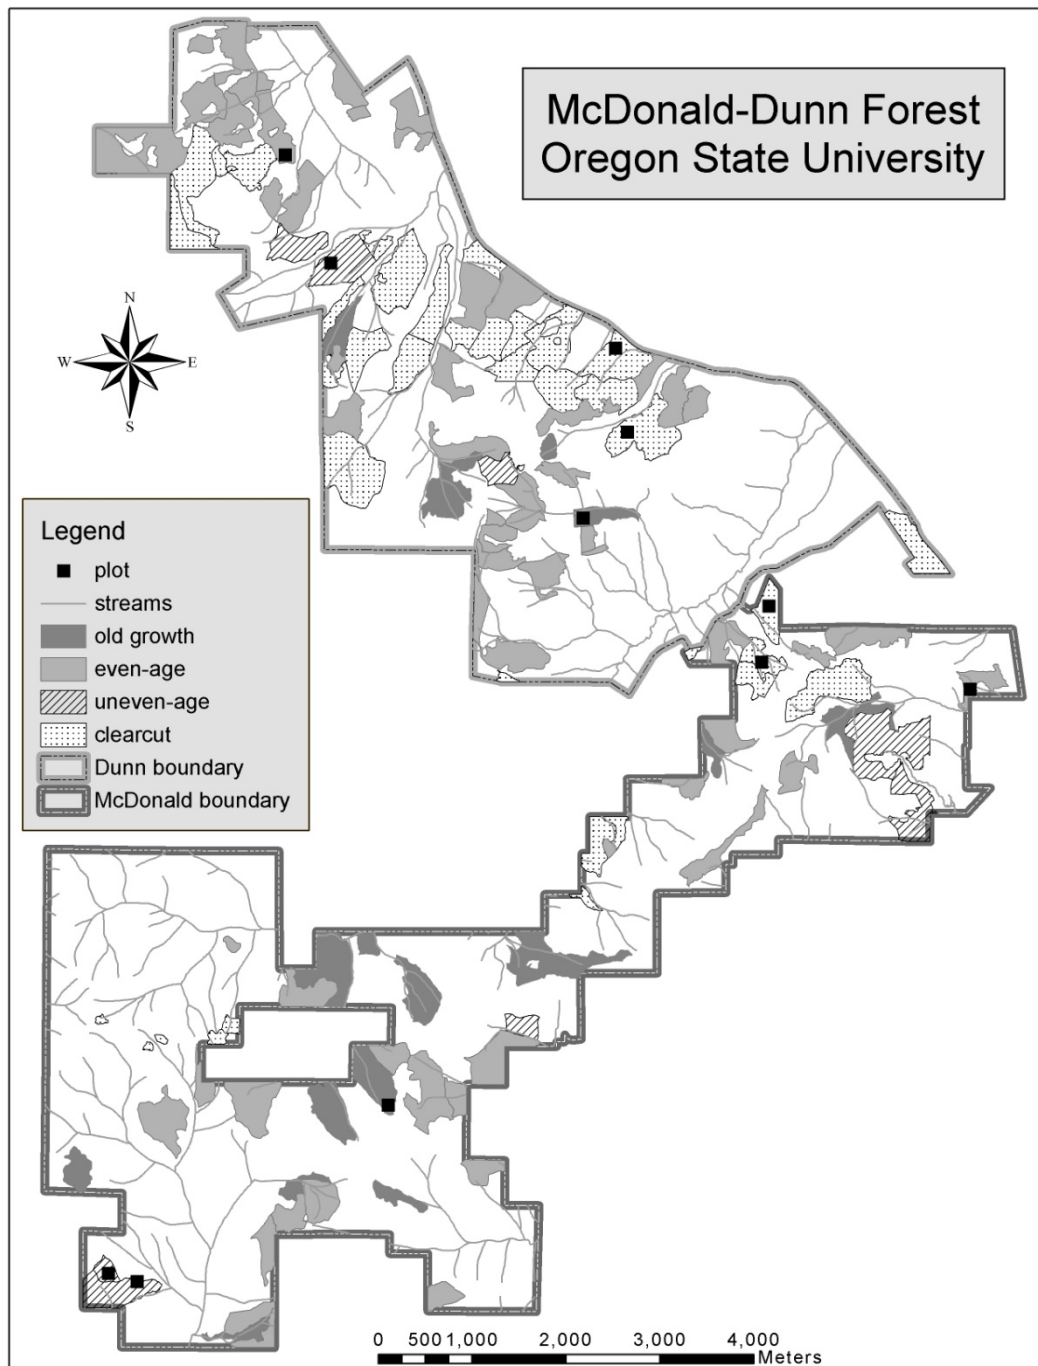 McDonald-Dunn Forest
Oregon State University
N
W
E
S
Legend
plot
streams
old growth
even-age
uneven-age
clearcut
Dunn boundary
McDonald boundary
0 500 1,000 2,000 3,000 4,000
Meters